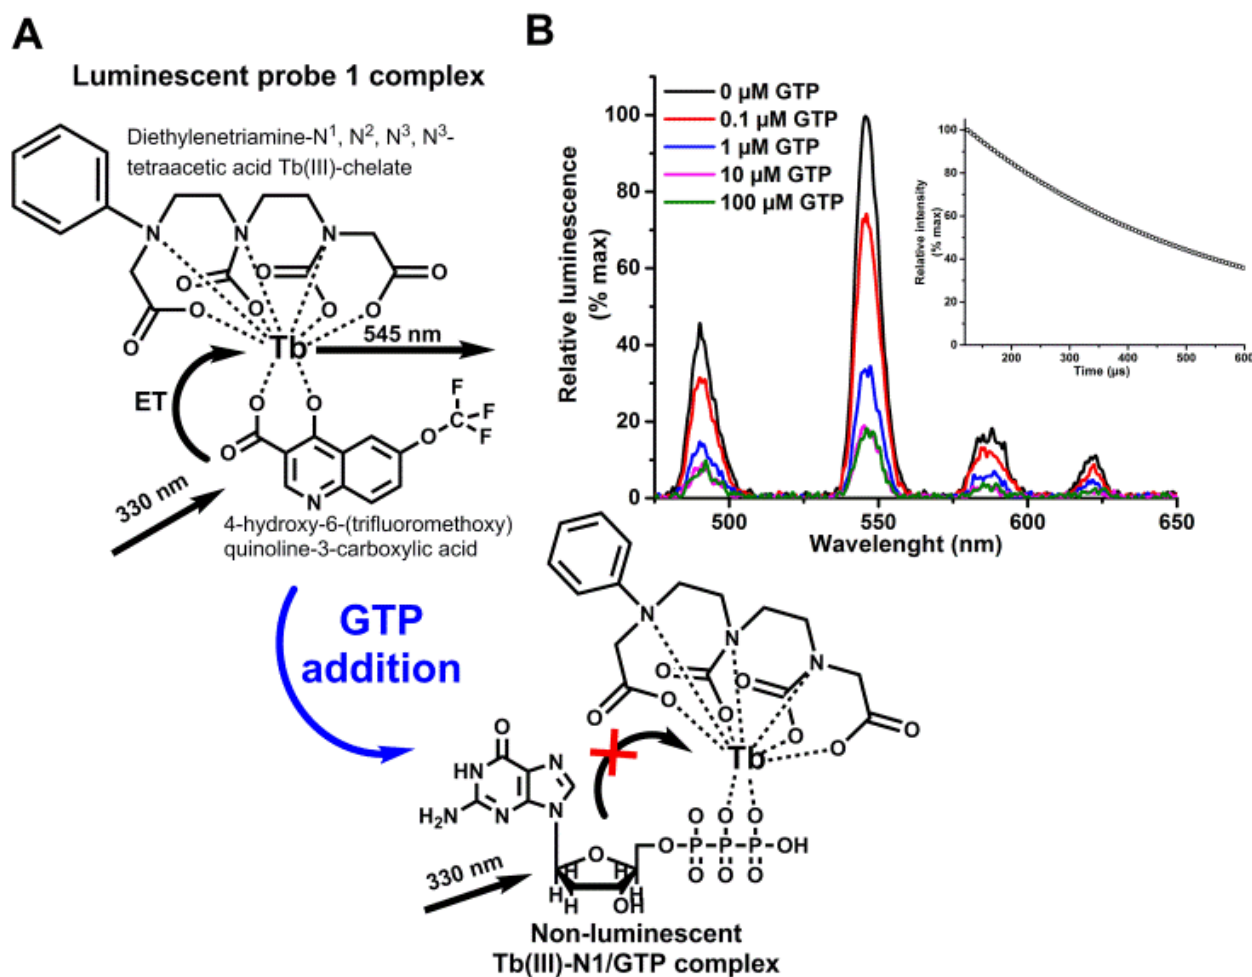 A
Luminescent probe 1 complex
Diethylenetriamine-N¹, N², N³, N³-
tetraacetic acid Tb(III)-chelate
N
N
N
O
O
O
O
O
O
O
O
Tb
545 nm
ET
O
O
O
O
F
F
F
N
330 nm
4-hydroxy-6-(trifluoromethoxy)
quinoline-3-carboxylic acid
GTP
addition
B
Relative luminescence
(% max)
100
80
60
40
20
0
0 µM GTP
0.1 µM GTP
1 µM GTP
10 µM GTP
100 µM GTP
500
550
600
650
Wavelenght (nm)
Relative intensity
(% max)
100
80
60
40
20
0
200
300
400
500
600
Time (µs)
N
N
N
O
O
O
O
O
O
O
O
Tb
O
HN
N
H₂N
N
N
O
O
O
O
O
P
P
P
OH
O
O
O
H
H
H
H
H
OH
330 nm
Non-luminescent
Tb(III)-N1/GTP complex